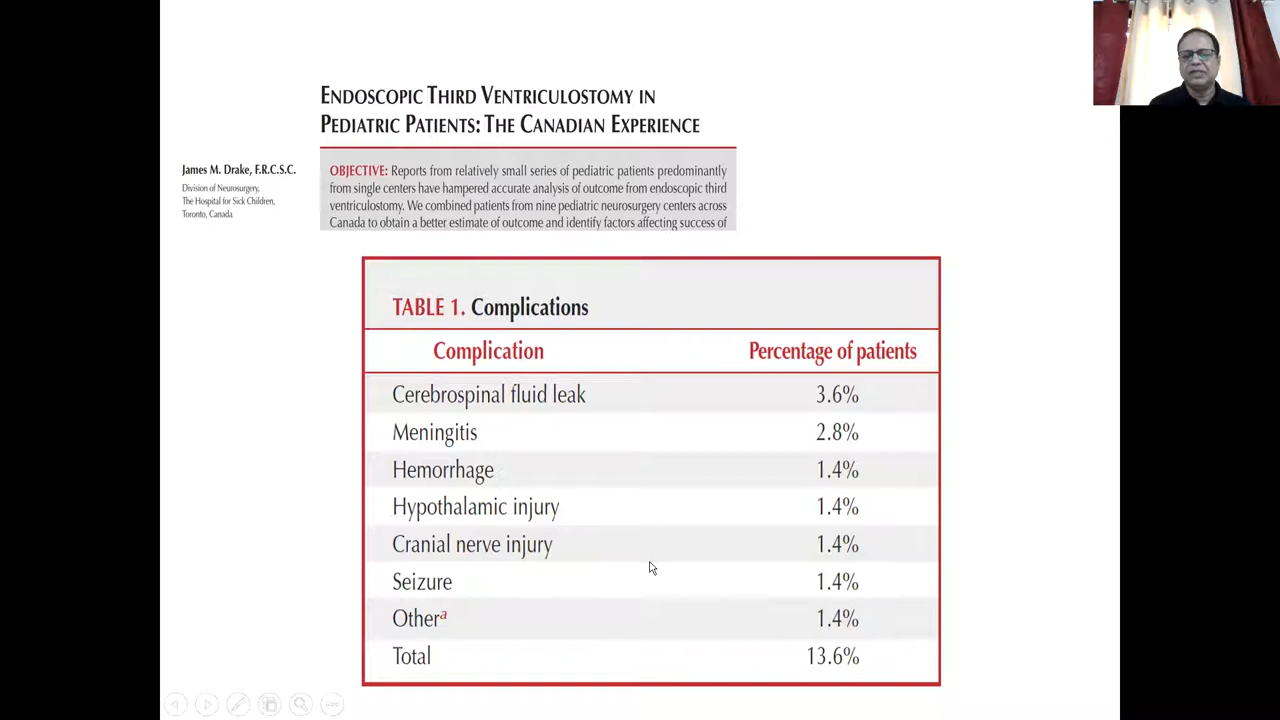 ENDOSCOPIC THIRD VENTRICULOSTOMY IN
PEDIATRIC PATIENTS: THE CANADIAN EXPERIENCE
James M. Drake, F.R.C.S.C.
Division of Neurosurgery,
The Hospital for Sick Children,
Toronto, Canada
OBJECTIVE: Reports from relatively small series of pediatric patients predominantly
from single centers have hampered accurate analysis of outcome from endoscopic third
ventriculostomy. We combined patients from nine pediatric neurosurgery centers across
Canada to obtain a better estimate of outcome and identify factors affecting success of
TABLE 1. Complications
Complication Percentage of patients
Cerebrospinal fluid leak 3.6%
Meningitis 2.8%
Hemorrhage 1.4%
Hypothalamic injury 1.4%
Cranial nerve injury 1.4%
Seizure 1.4%
Other^a 1.4%
Total 13.6%